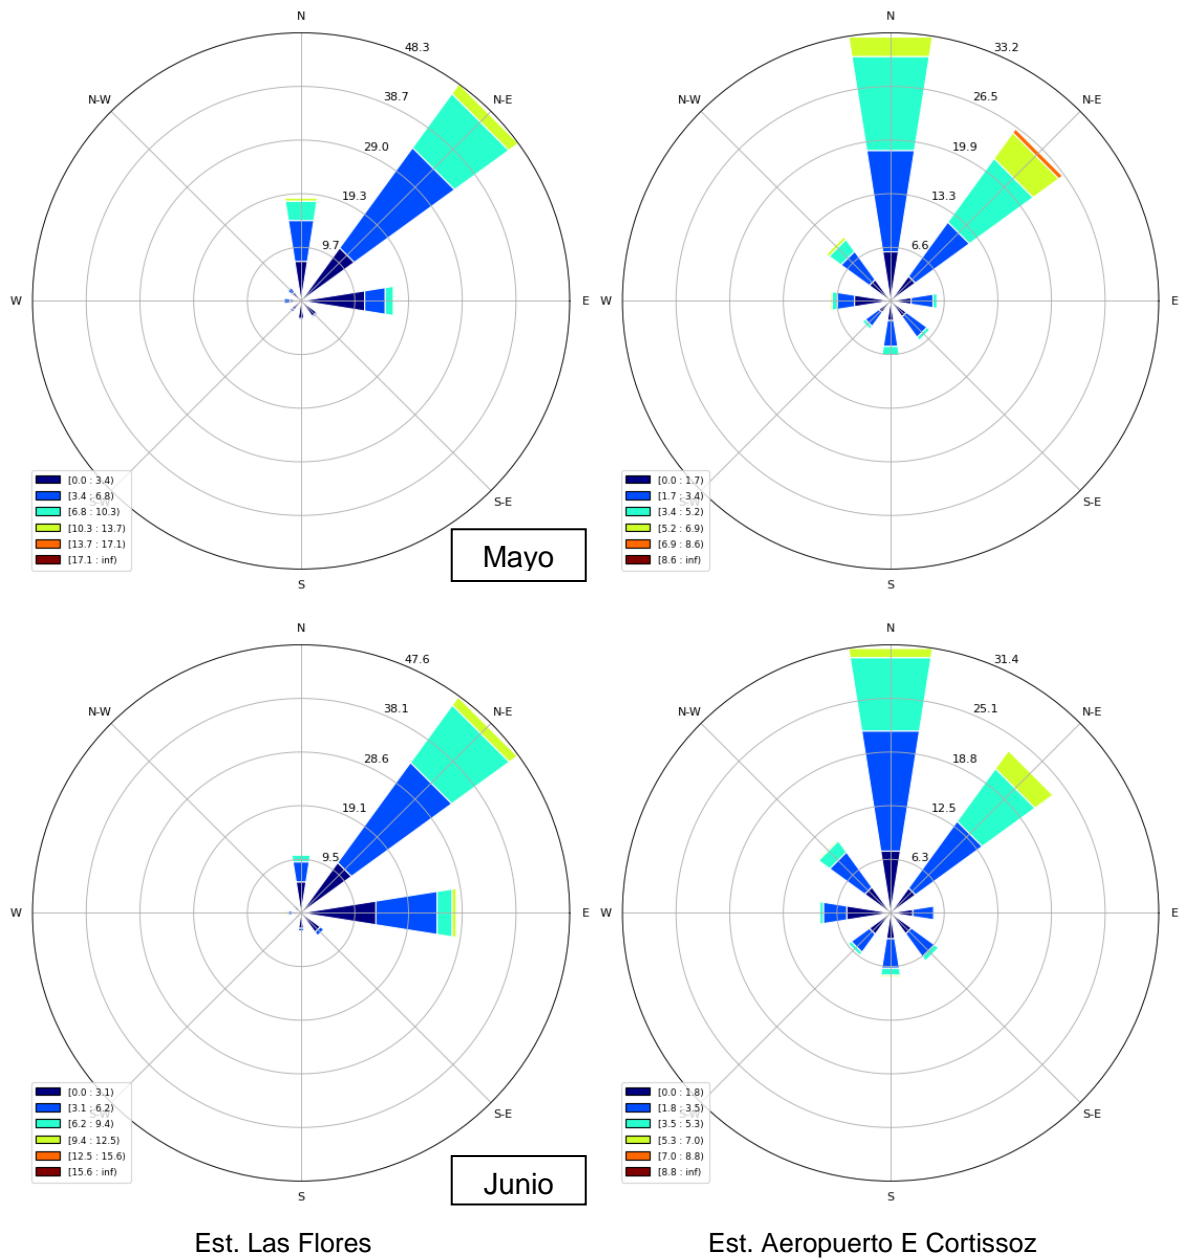 N
48.3
38.7
29.0
19.3
9.7
N-E
N-W
W
E
S-W
S-E
S
[0.0 : 3.4)
[3.4 : 6.8)
[6.8 : 10.3)
[10.3 : 13.7)
[13.7 : 17.1)
[17.1 : inf)
Mayo
N
33.2
26.5
19.9
13.3
6.6
N-E
N-W
W
E
S-W
S-E
S
[0.0 : 1.7)
[1.7 : 3.4)
[3.4 : 5.2)
[5.2 : 6.9)
[6.9 : 8.6)
[8.6 : inf)
N
47.6
38.1
28.6
19.1
9.5
N-E
N-W
W
E
S-W
S-E
S
[0.0 : 3.1)
[3.1 : 6.2)
[6.2 : 9.4)
[9.4 : 12.5)
[12.5 : 15.6)
[15.6 : inf)
Junio
N
31.4
25.1
18.8
12.5
6.3
N-E
N-W
W
E
S-W
S-E
S
[0.0 : 1.8)
[1.8 : 3.5)
[3.5 : 5.3)
[5.3 : 7.0)
[7.0 : 8.8)
[8.8 : inf)
Est. Las Flores
Est. Aeropuerto E Cortissoz